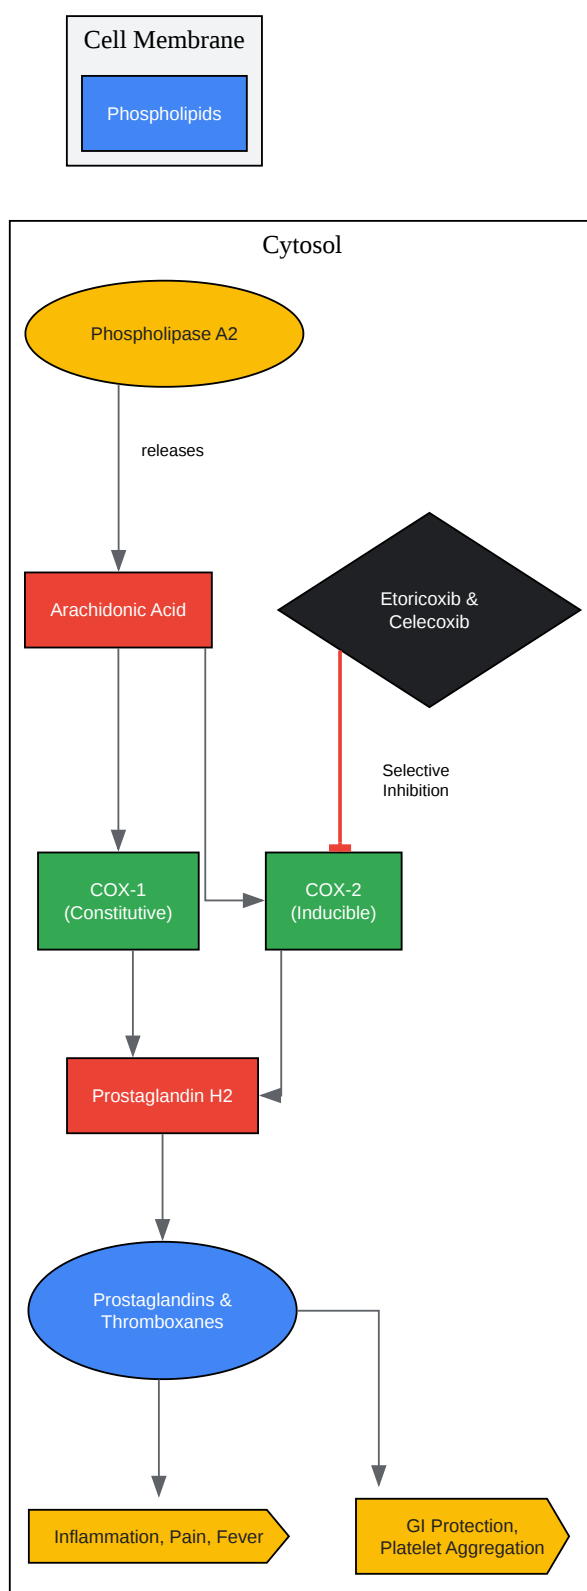 Cell Membrane
Phospholipids
Cytosol
Phospholipase A2
releases
Arachidonic Acid
Etoricoxib &
Celecoxib
Selective
Inhibition
COX-1
(Constitutive)
COX-2
(Inducible)
Prostaglandin H2
Prostaglandins &
Thromboxanes
Inflammation, Pain, Fever
GI Protection,
Platelet Aggregation